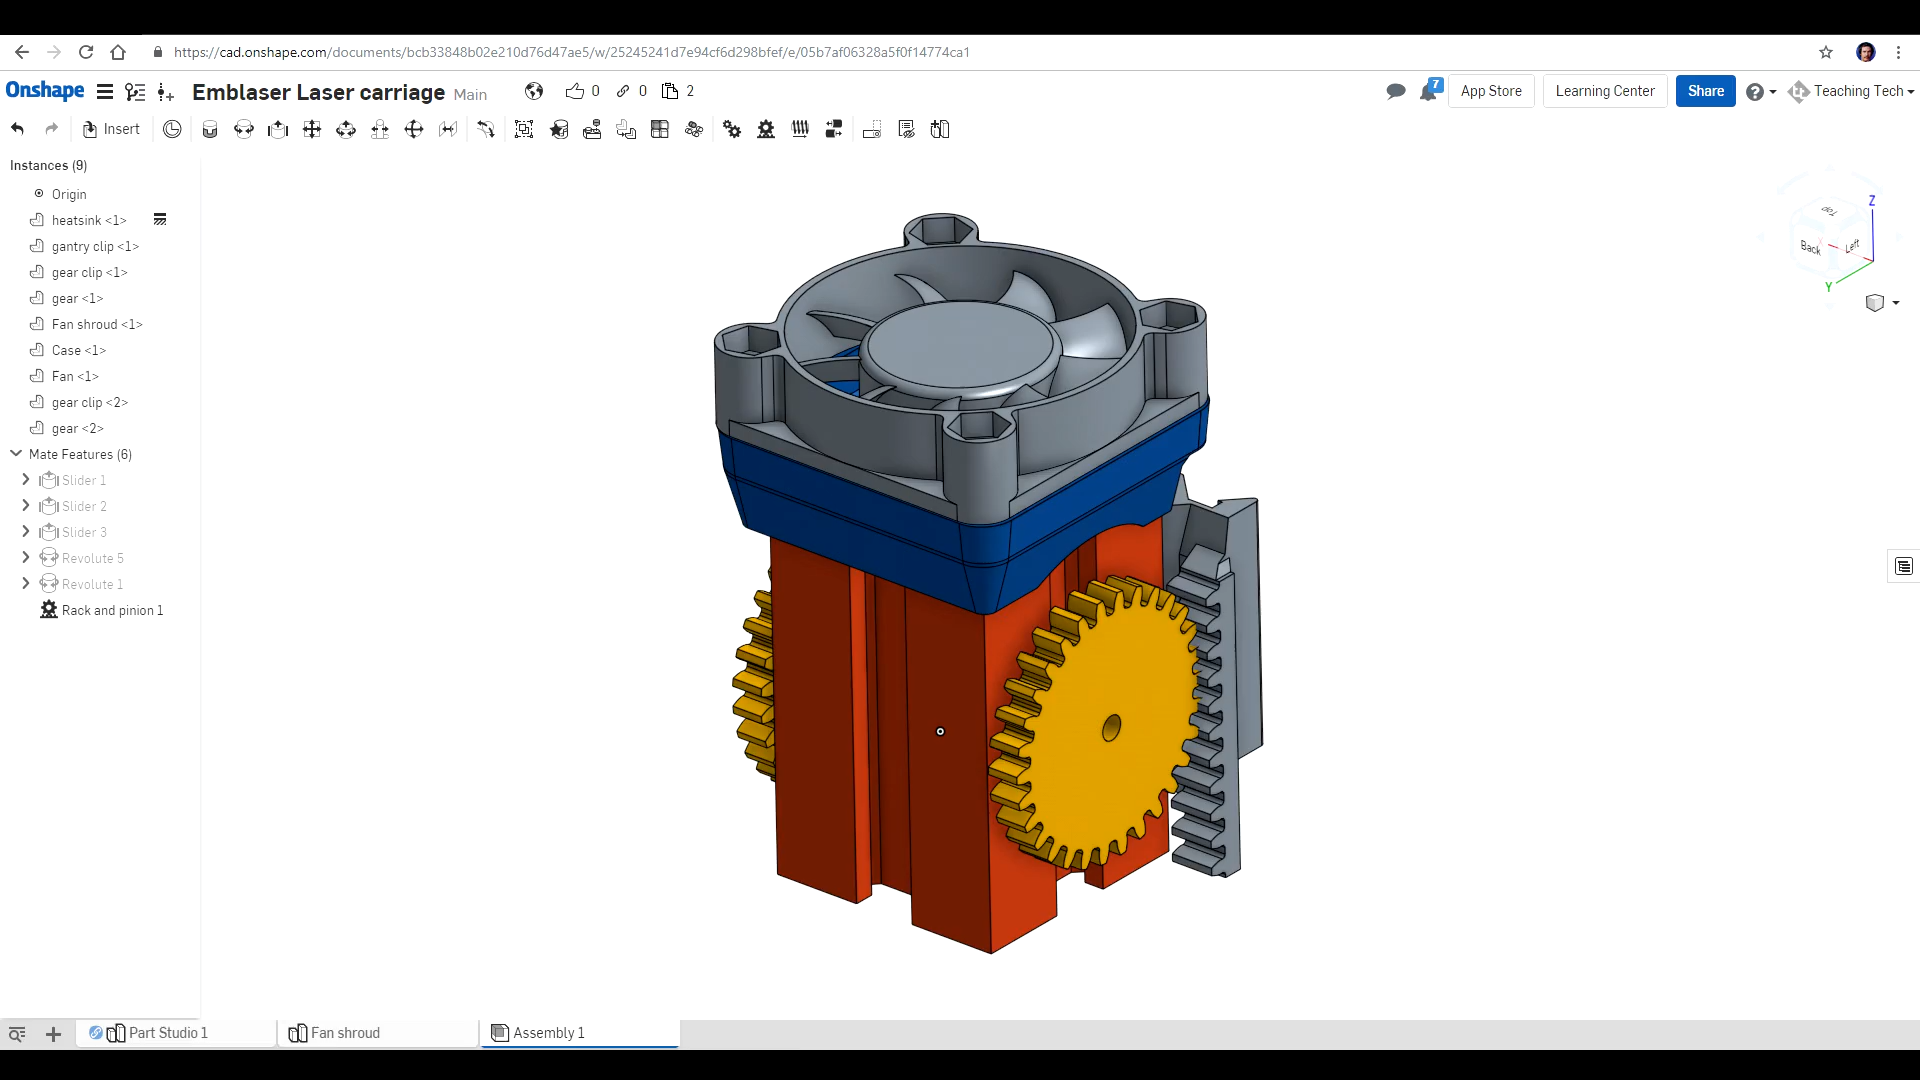 https://cad.onshape.com/documents/bcb33848b02e210d76d47ae5/w/25245241d7e94cf6d298bfef/e/05b7af06328a5f0f14774ca1
Onshape Emblaser Laser carriage Main 0 0 2 7 App Store Learning Center Share Teaching Tech
Insert
Instances (9)
Origin
heatsink <1>
gantry clip <1>
gear clip <1>
gear <1>
Fan shroud <1>
Case <1>
Fan <1>
gear clip <2>
gear <2>
Mate Features (6)
Slider 1
Slider 2
Slider 3
Revolute 5
Revolute 1
Rack and pinion 1
Z
Top
Back Left
Y
Part Studio 1 Fan shroud Assembly 1